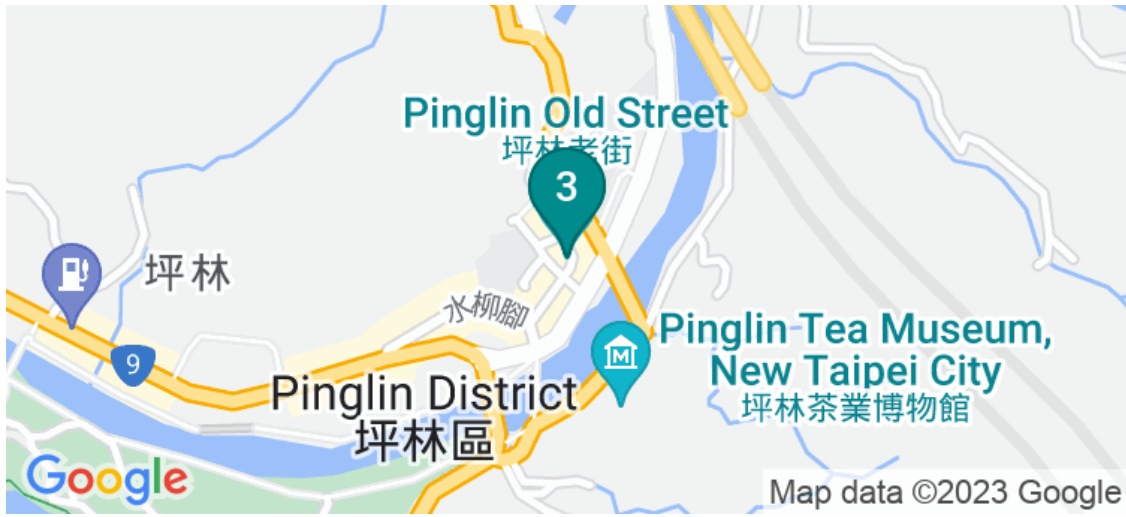 Pinglin Old Street
坪林老街
3
坪林
水柳腳
9
Pinglin Tea Museum,
New Taipei City
坪林茶業博物館
M
Pinglin District
坪林區
Google
Map data ©2023 Google